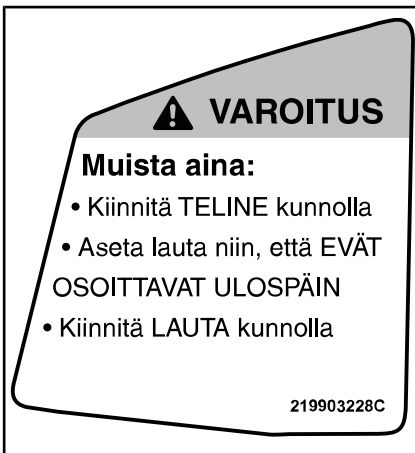 VAROITUS
Muista aina:
• Kiinnitä TELINE kunnolla
• Aseta lauta niin, että EVÄT
OSOITTAVAT ULOSPÄIN
• Kiinnitä LAUTA kunnolla
219903228C